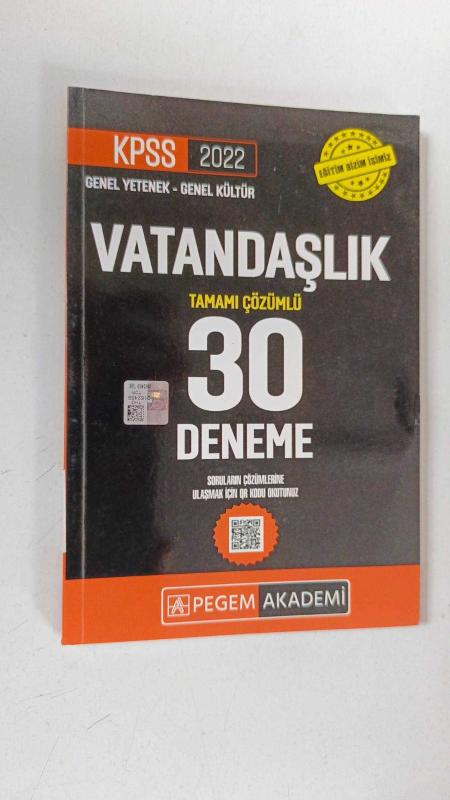 KPSS 2022
GENEL YETENEK - GENEL KÜLTÜR
EĞİTİM BİZİM İŞİMİZ
VATANDAŞLIK
TAMAMI ÇÖZÜMLÜ
30
DENEME
SORULARIN ÇÖZÜMLERİNE
ULAŞMAK İÇİN QR KODU OKUTUNUZ
PEGEM AKADEMİ